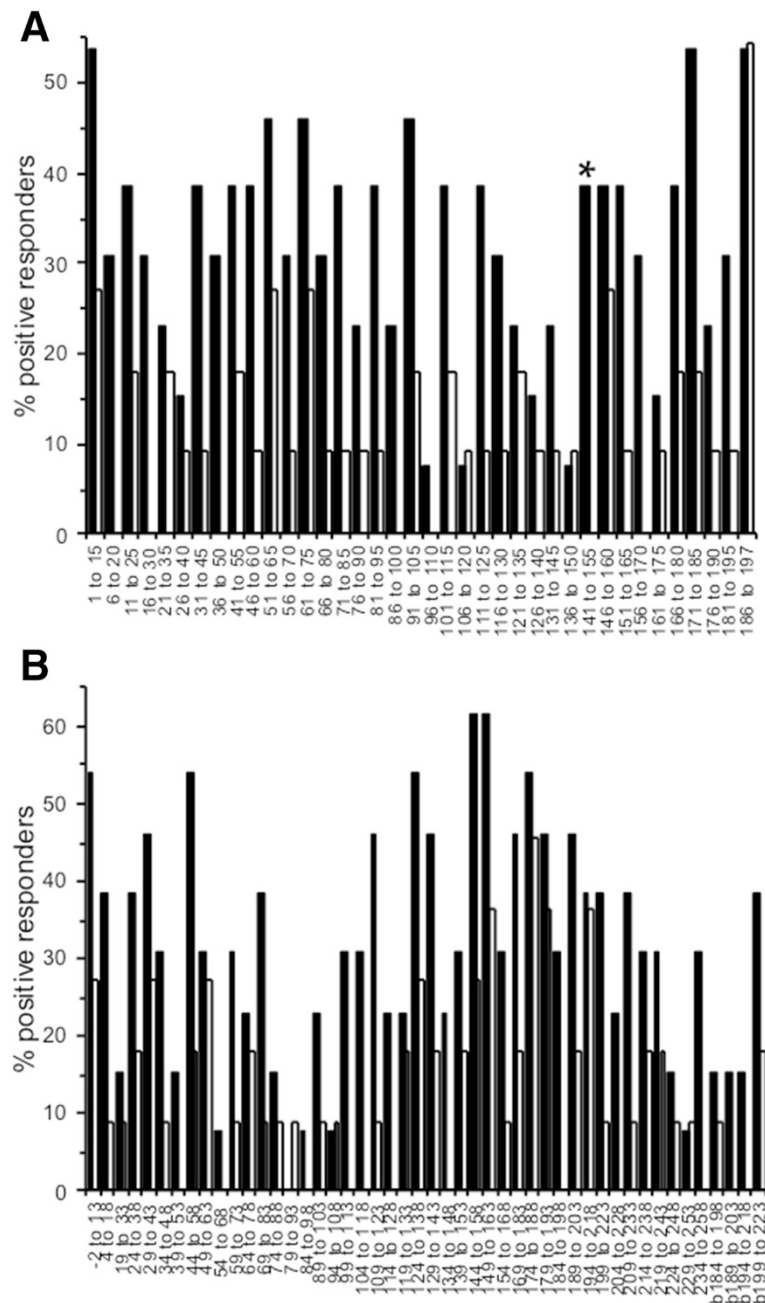 A
% positive responders
50
40
30
20
10
0
*
1 to 15
6 to 20
11 to 25
16 to 30
21 to 35
26 to 40
31 to 45
36 to 50
41 to 55
46 to 60
51 to 65
56 to 70
61 to 75
66 to 80
71 to 85
76 to 90
81 to 95
86 to 100
91 to 105
96 to 110
101 to 115
106 to 120
111 to 125
116 to 130
121 to 135
126 to 140
131 to 145
136 to 150
141 to 155
146 to 160
151 to 165
156 to 170
161 to 175
166 to 180
171 to 185
176 to 190
181 to 195
186 to 197
B
% positive responders
60
50
40
30
20
10
0
-2 to 13
4 to 18
19 to 33
24 to 38
29 to 43
34 to 48
39 to 53
44 to 58
49 to 63
54 to 68
59 to 73
64 to 78
69 to 83
74 to 88
79 to 93
84 to 98
89 to 103
94 to 108
99 to 113
104 to 118
109 to 123
114 to 128
119 to 133
124 to 138
129 to 143
134 to 148
139 to 153
144 to 158
149 to 163
154 to 168
169 to 183
174 to 188
179 to 193
184 to 198
189 to 203
194 to 218
199 to 223
204 to 228
209 to 233
214 to 238
219 to 243
224 to 248
229 to 253
234 to 258
b184 to 198
b189 to 203
b194 to 218
b199 to 223